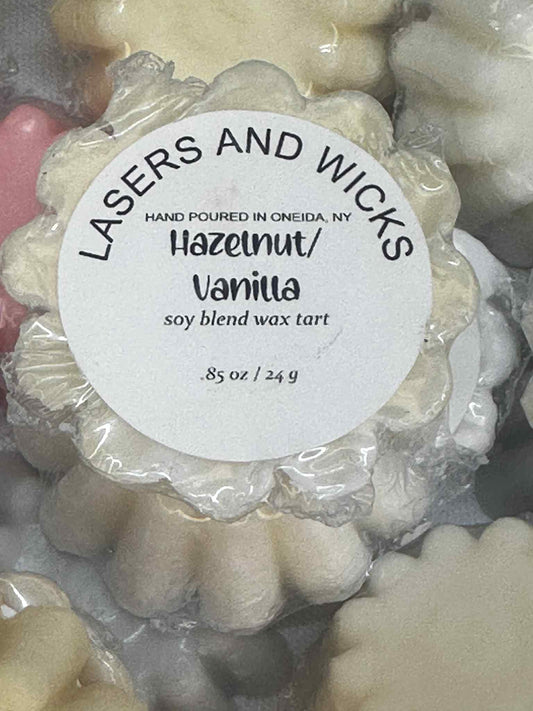 LASERS AND WICKS
HAND POURED IN ONEIDA, NY
Hazelnut/
Vanilla
soy blend wax tart
.85 oz / 24 g